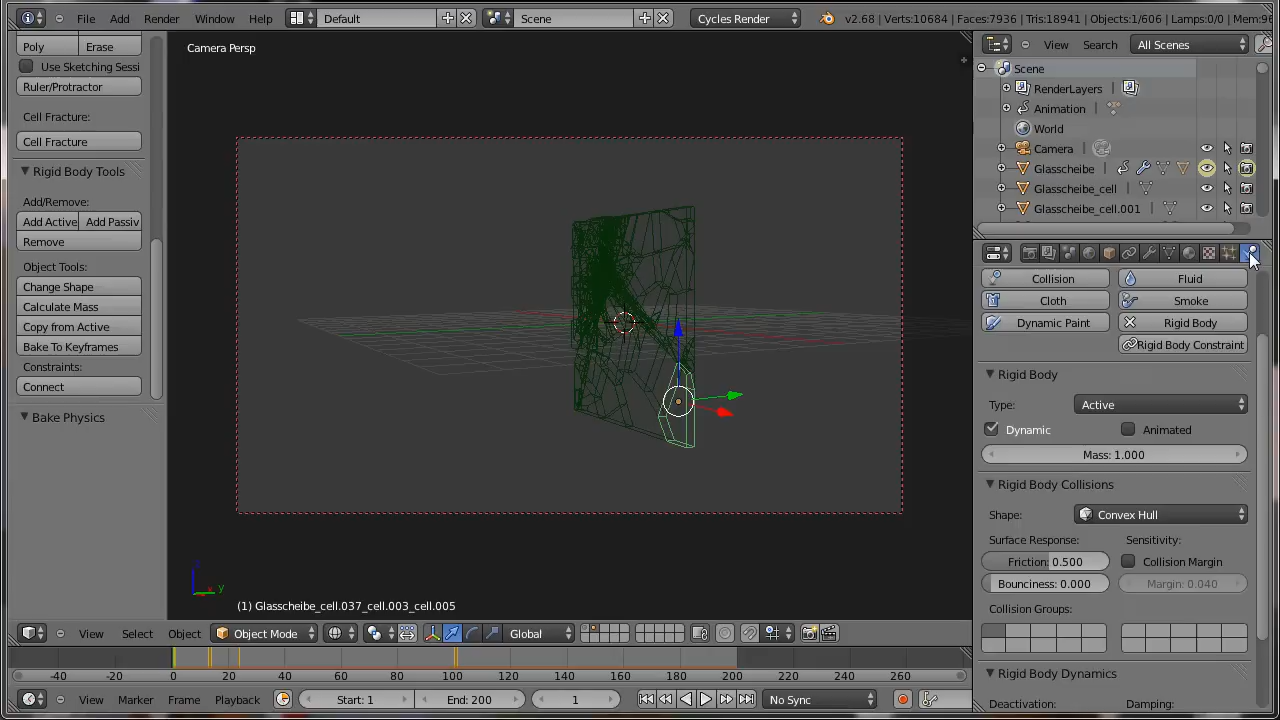 File Add Render Window Help Default Scene Cycles Render v2.68 | Verts:10684 | Faces:7936 | Tris:18941 | Objects:1/606 | Lamps:0/0 | Mem:96
Poly Erase
Use Sketching Sessi
Ruler/Protractor
Cell Fracture:
Cell Fracture
Rigid Body Tools
Add/Remove:
Add Active Add Passiv
Remove
Object Tools:
Change Shape
Calculate Mass
Copy from Active
Bake To Keyframes
Constraints:
Connect
Bake Physics
Camera Persp
(1) Glasscheibe_cell.037_cell.003_cell.005
z
y
View Select Object Object Mode Global
View Search All Scenes
Scene
RenderLayers
Animation
World
Camera
Glasscheibe
Glasscheibe_cell
Glasscheibe_cell.001
Collision Fluid
Cloth Smoke
Dynamic Paint Rigid Body
Rigid Body Constraint
Rigid Body
Type: Active
Dynamic Animated
Mass: 1.000
Rigid Body Collisions
Shape: Convex Hull
Surface Response: Sensitivity:
Friction: 0.500 Collision Margin
Bounciness: 0.000 Margin: 0.040
Collision Groups:
Rigid Body Dynamics
Deactivation: Damping:
-40 -20 0 20 40 60 80 100 120 140 160 180 200 220 240 260
View Marker Frame Playback Start: 1 End: 200 1 No Sync